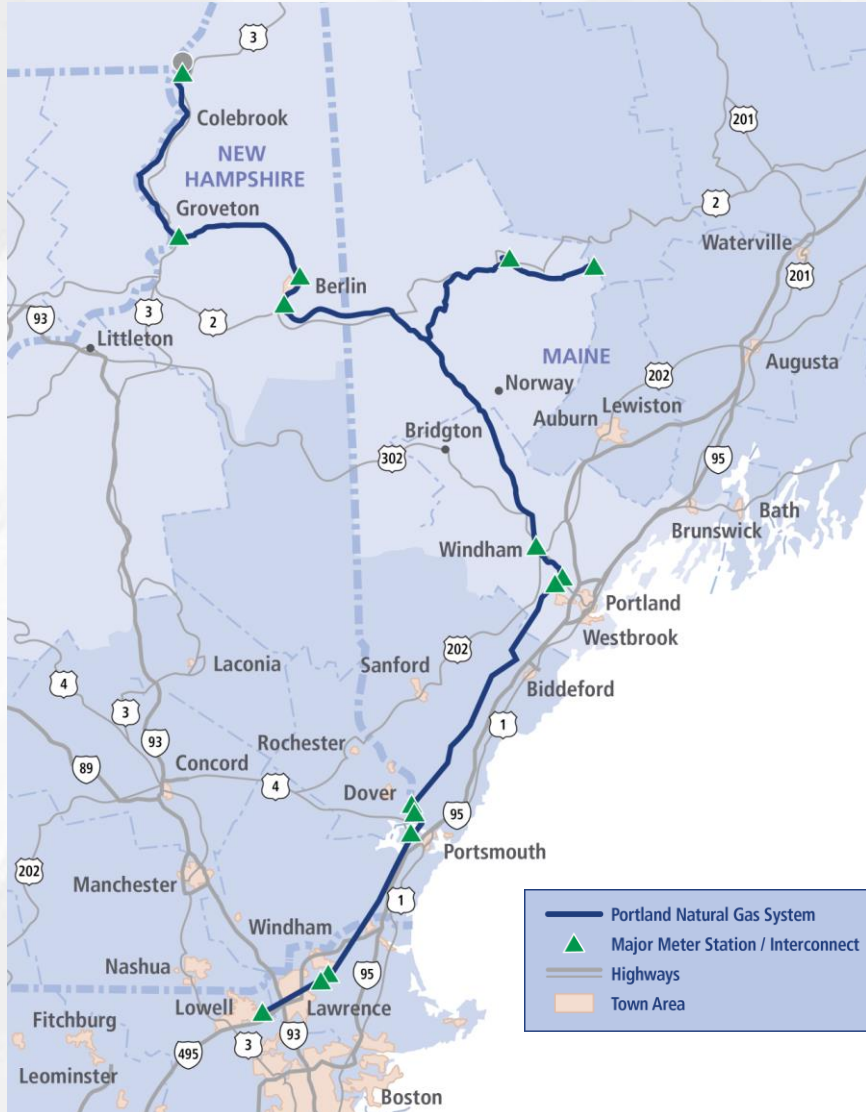 3
201
Colebrook
NEW
HAMPSHIRE
2
Groveton
Waterville
201
Berlin
93
3
2
Littleton
MAINE
202
Augusta
Norway
Lewiston
Auburn
Bridgton
302
95
Bath
Brunswick
Windham
Portland
Westbrook
Laconia
Sanford
202
4
Biddeford
3
1
93
Rochester
Concord
89
4
Dover
95
Portsmouth
202
Manchester
1
Windham
Nashua
95
Lowell
Lawrence
Fitchburg
93
3
495
Leominster
Boston
Portland Natural Gas System
Major Meter Station / Interconnect
Highways
Town Area